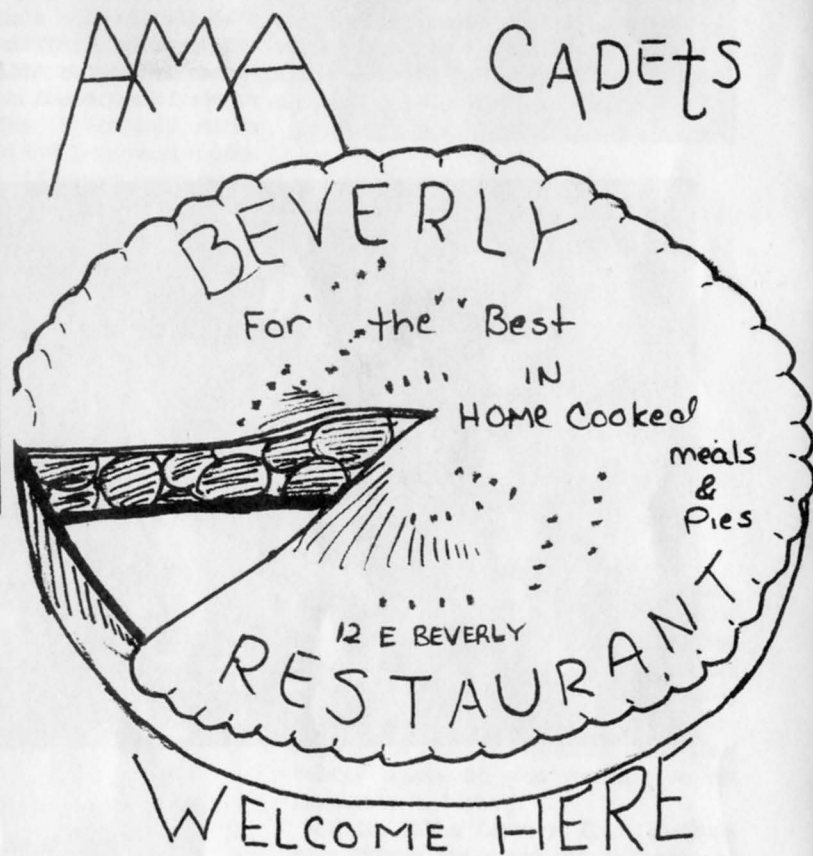 AMA CADEtS
BEVERLY
For the Best
IN
HOME Cooked
meals
&
Pies
12 E BEVERLY
RESTAURANT
WELCOME HERE